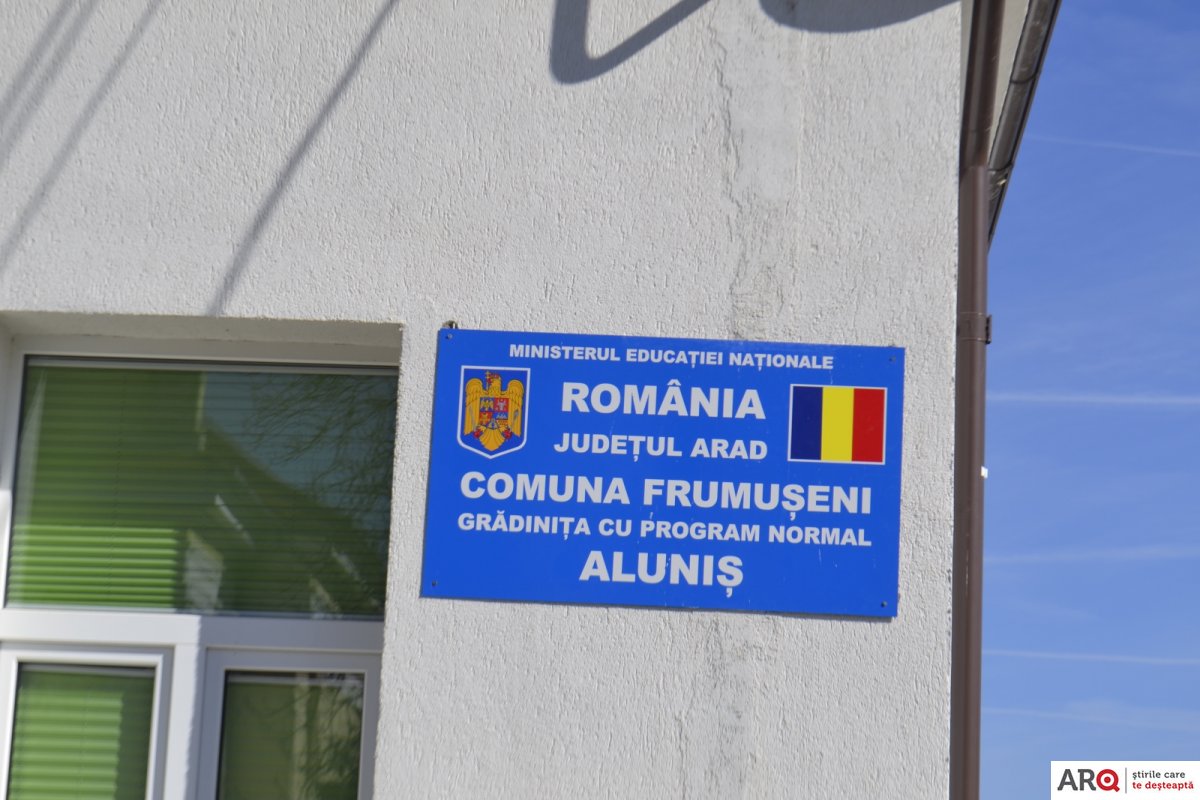 MINISTERUL EDUCAȚIEI NAȚIONALE
ROMÂNIA
JUDEȚUL ARAD
COMUNA FRUMUȘENI
GRĂDINIȚA CU PROGRAM NORMAL
ALUNIȘ
ARQ
știrile care
te deșteaptă